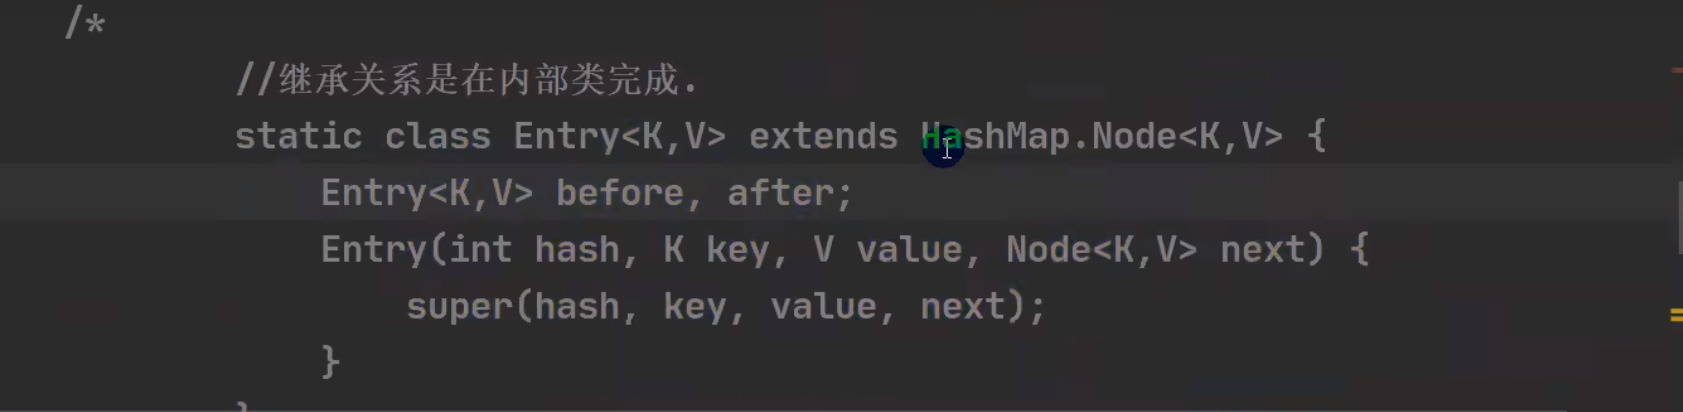 /*
//继承关系是在内部类完成.
static class Entry<K,V> extends HashMap.Node<K,V> {
Entry<K,V> before, after;
Entry(int hash, K key, V value, Node<K,V> next) {
super(hash, key, value, next);
}
}